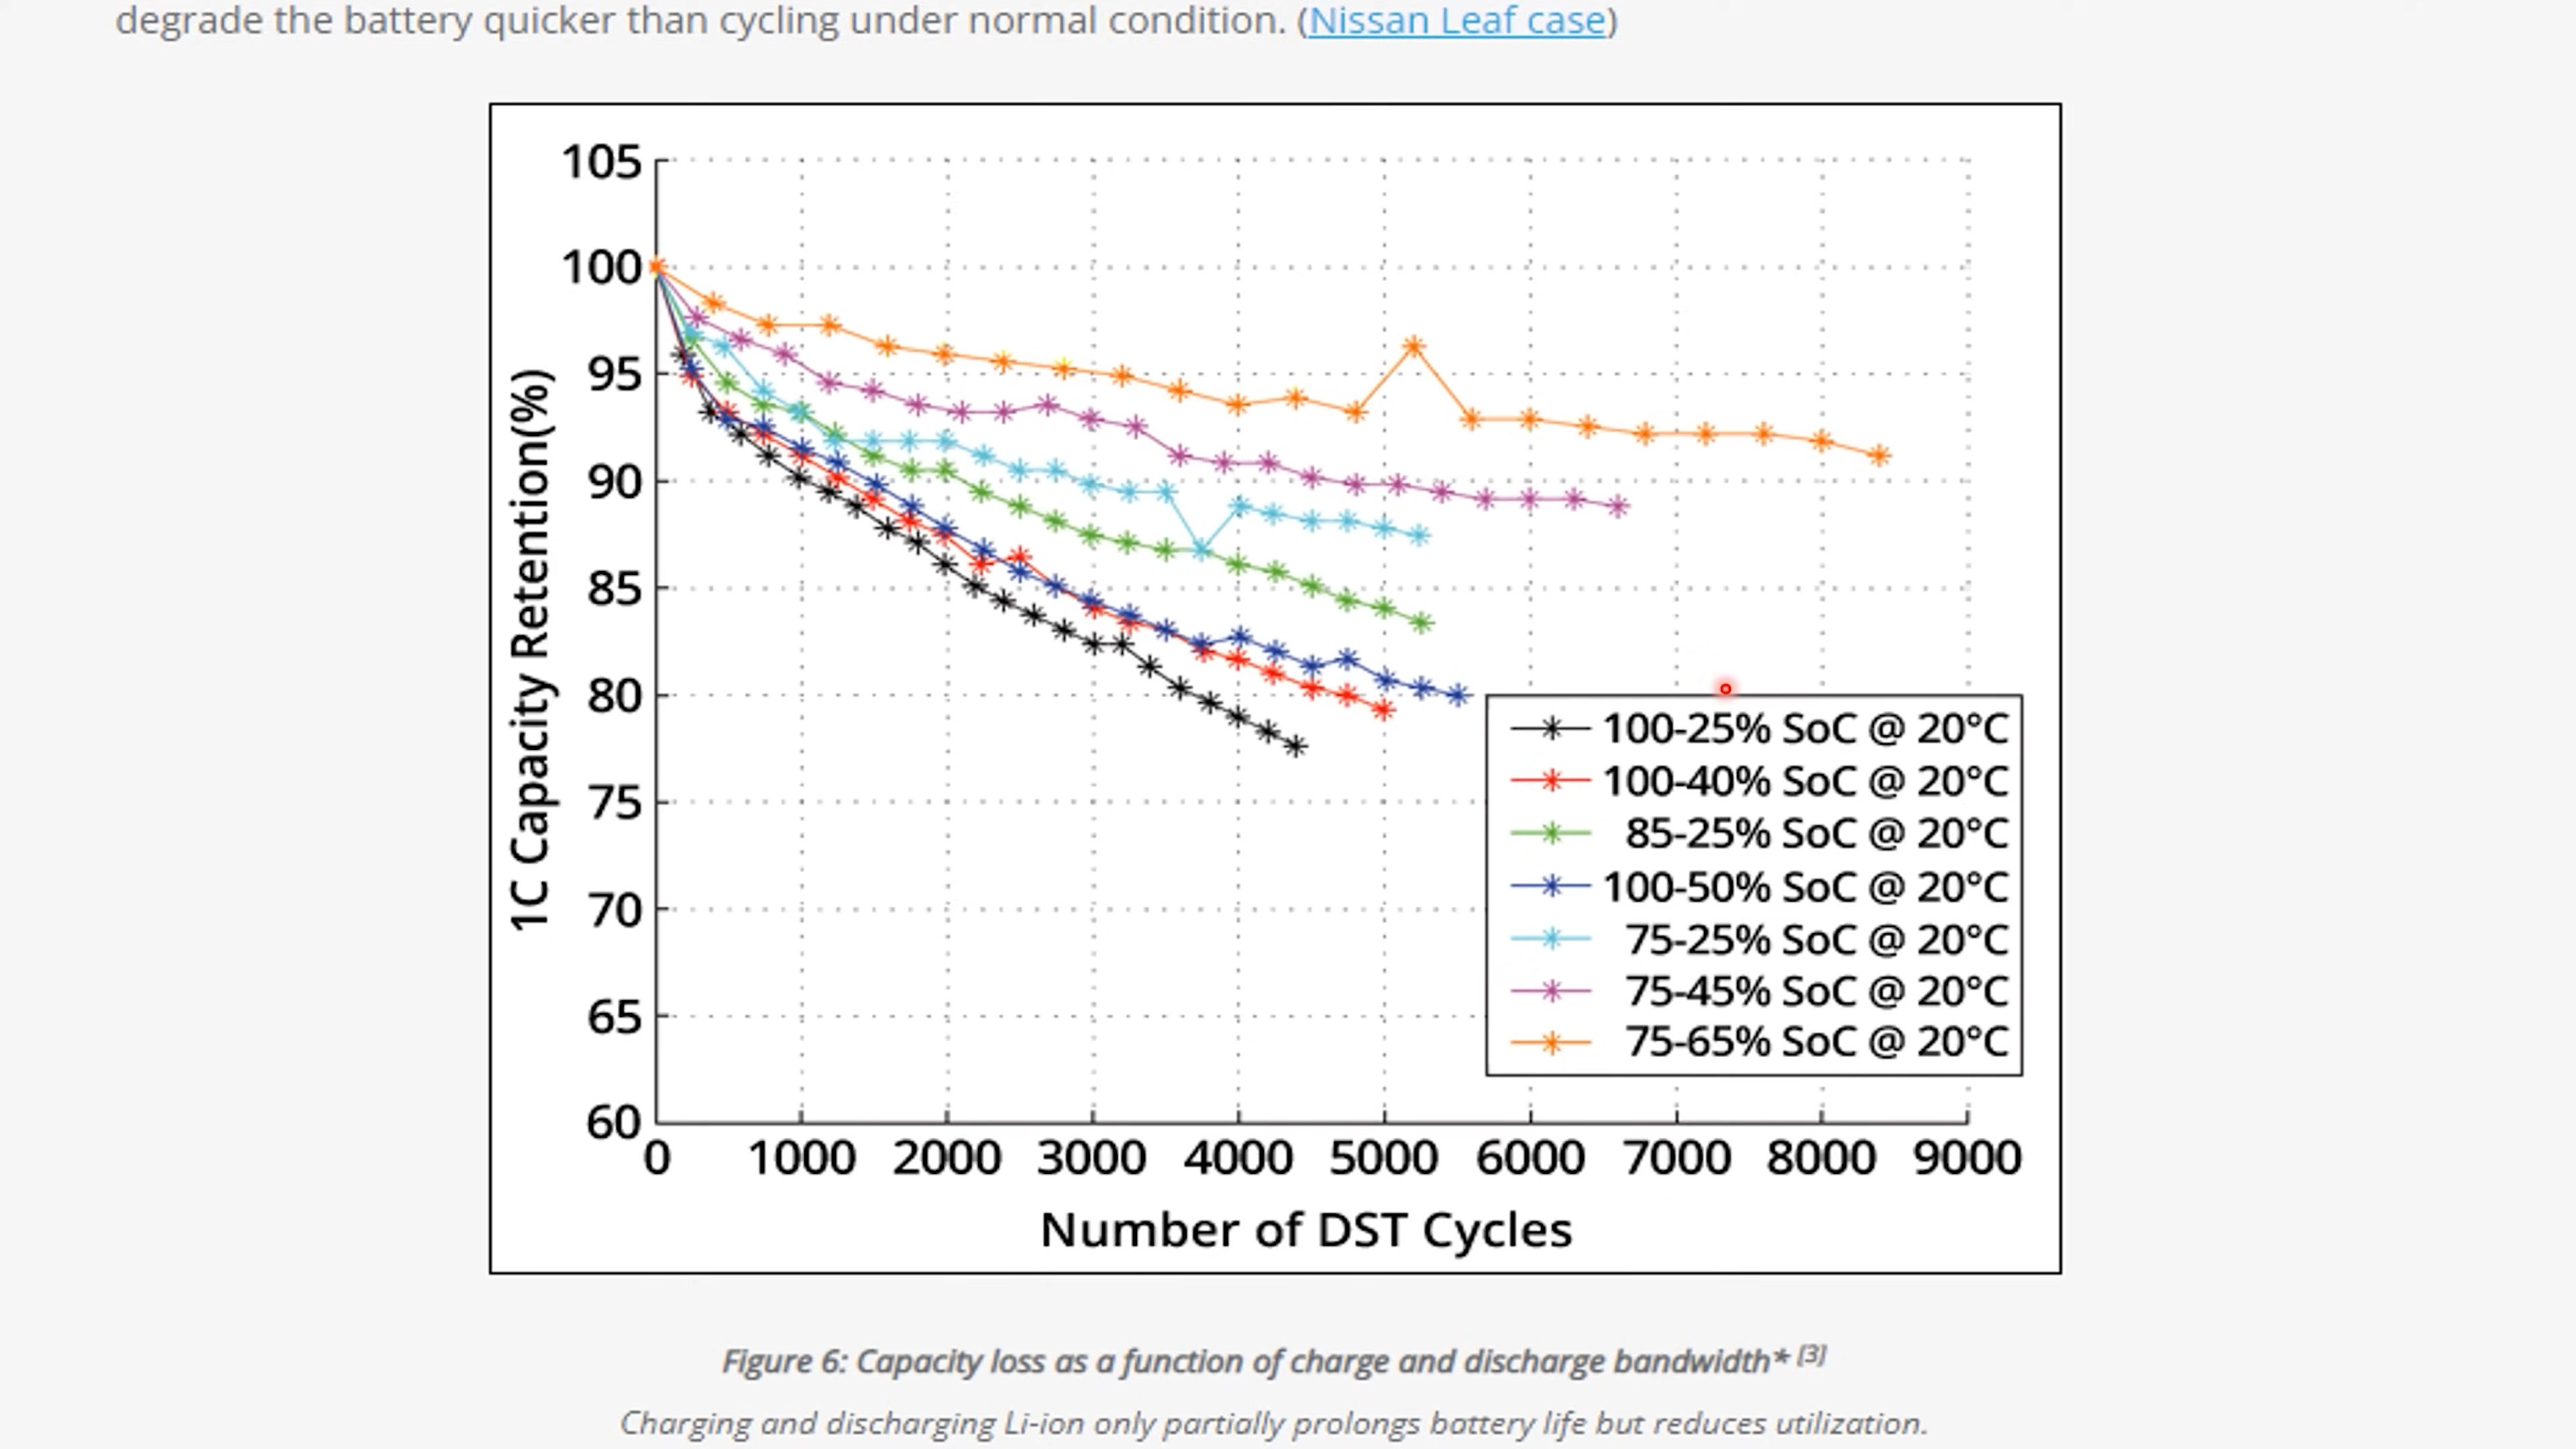 degrade the battery quicker than cycling under normal condition. (Nissan Leaf case)
105
100
95
90
85
80
75
70
65
60
1C Capacity Retention(%)
100-25% SoC @ 20°C
100-40% SoC @ 20°C
85-25% SoC @ 20°C
100-50% SoC @ 20°C
75-25% SoC @ 20°C
75-45% SoC @ 20°C
75-65% SoC @ 20°C
0 1000 2000 3000 4000 5000 6000 7000 8000 9000
Number of DST Cycles
Figure 6: Capacity loss as a function of charge and discharge bandwidth* [3]
Charging and discharging Li-ion only partially prolongs battery life but reduces utilization.